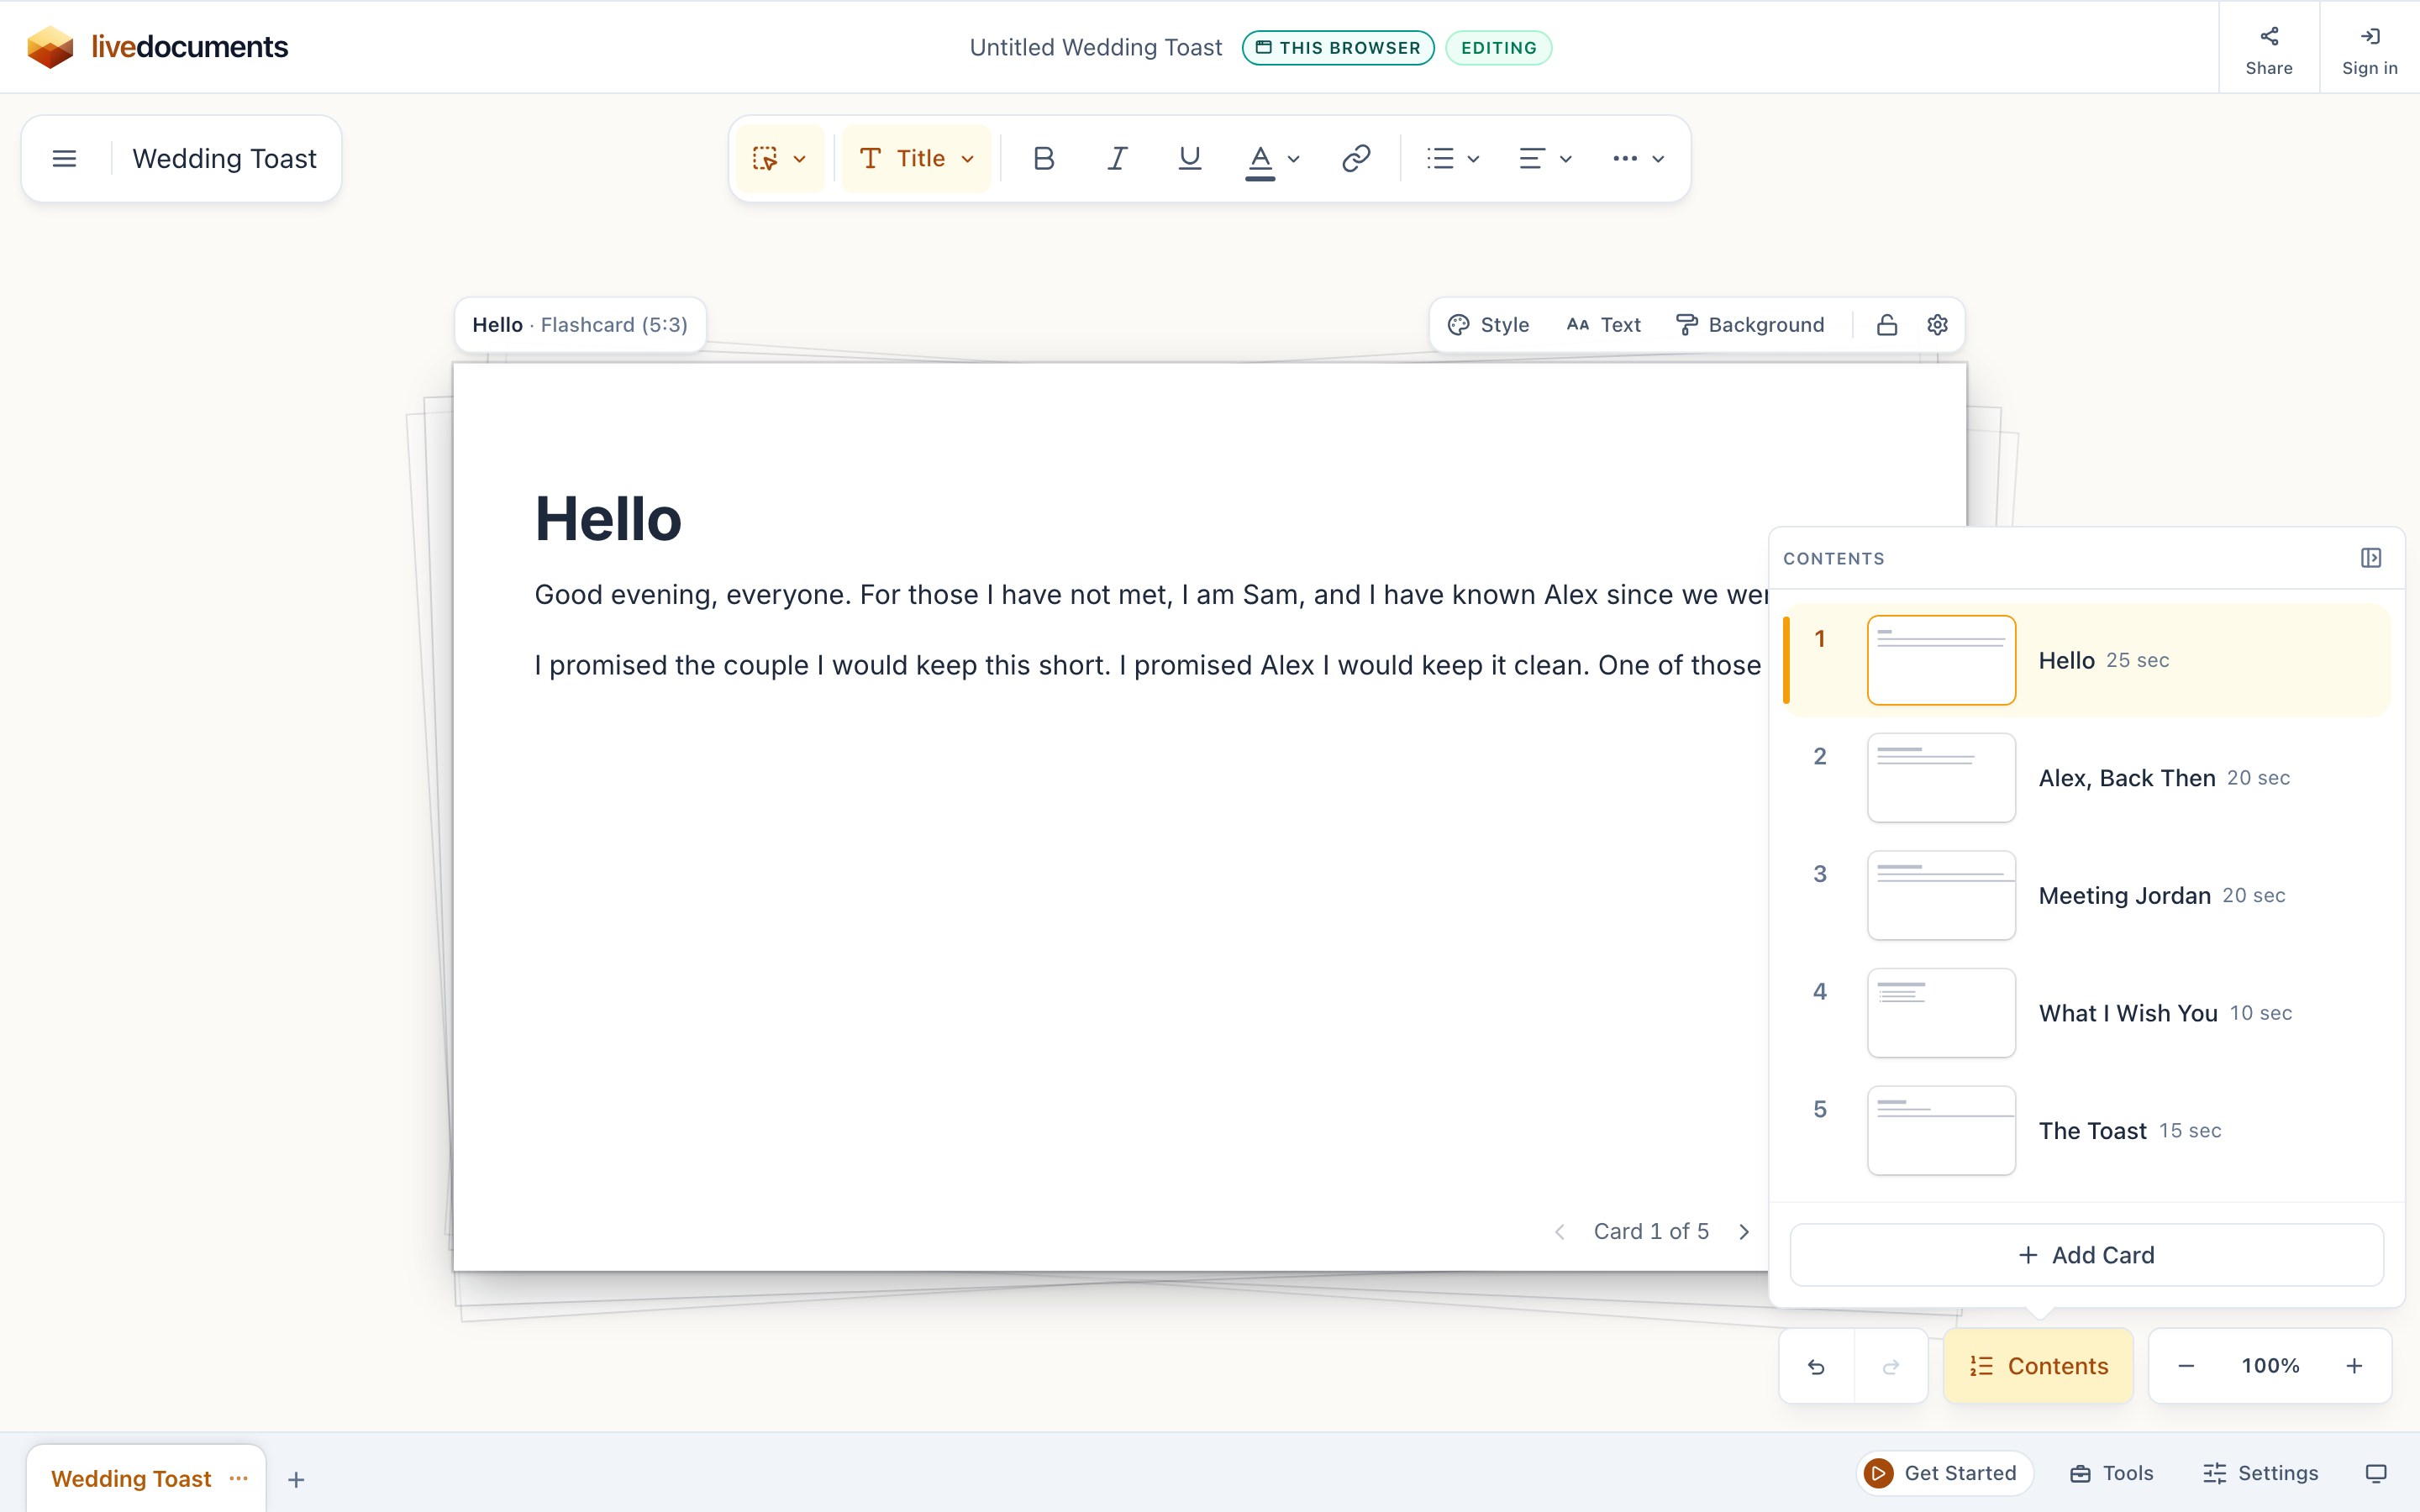 livedocuments
Untitled Wedding Toast
THIS BROWSER
EDITING
Share
Sign in
Wedding Toast
Title
Hello · Flashcard (5:3)
Style
Text
Background
Hello
Good evening, everyone. For those I have not met, I am Sam, and I have known Alex since we
I promised the couple I would keep this short. I promised Alex I would keep it clean. One of those
Card 1 of 5
CONTENTS
1 Hello 25 sec
2 Alex, Back Then 20 sec
3 Meeting Jordan 20 sec
4 What I Wish You 10 sec
5 The Toast 15 sec
+ Add Card
Contents
100%
Wedding Toast
Get Started
Tools
Settings